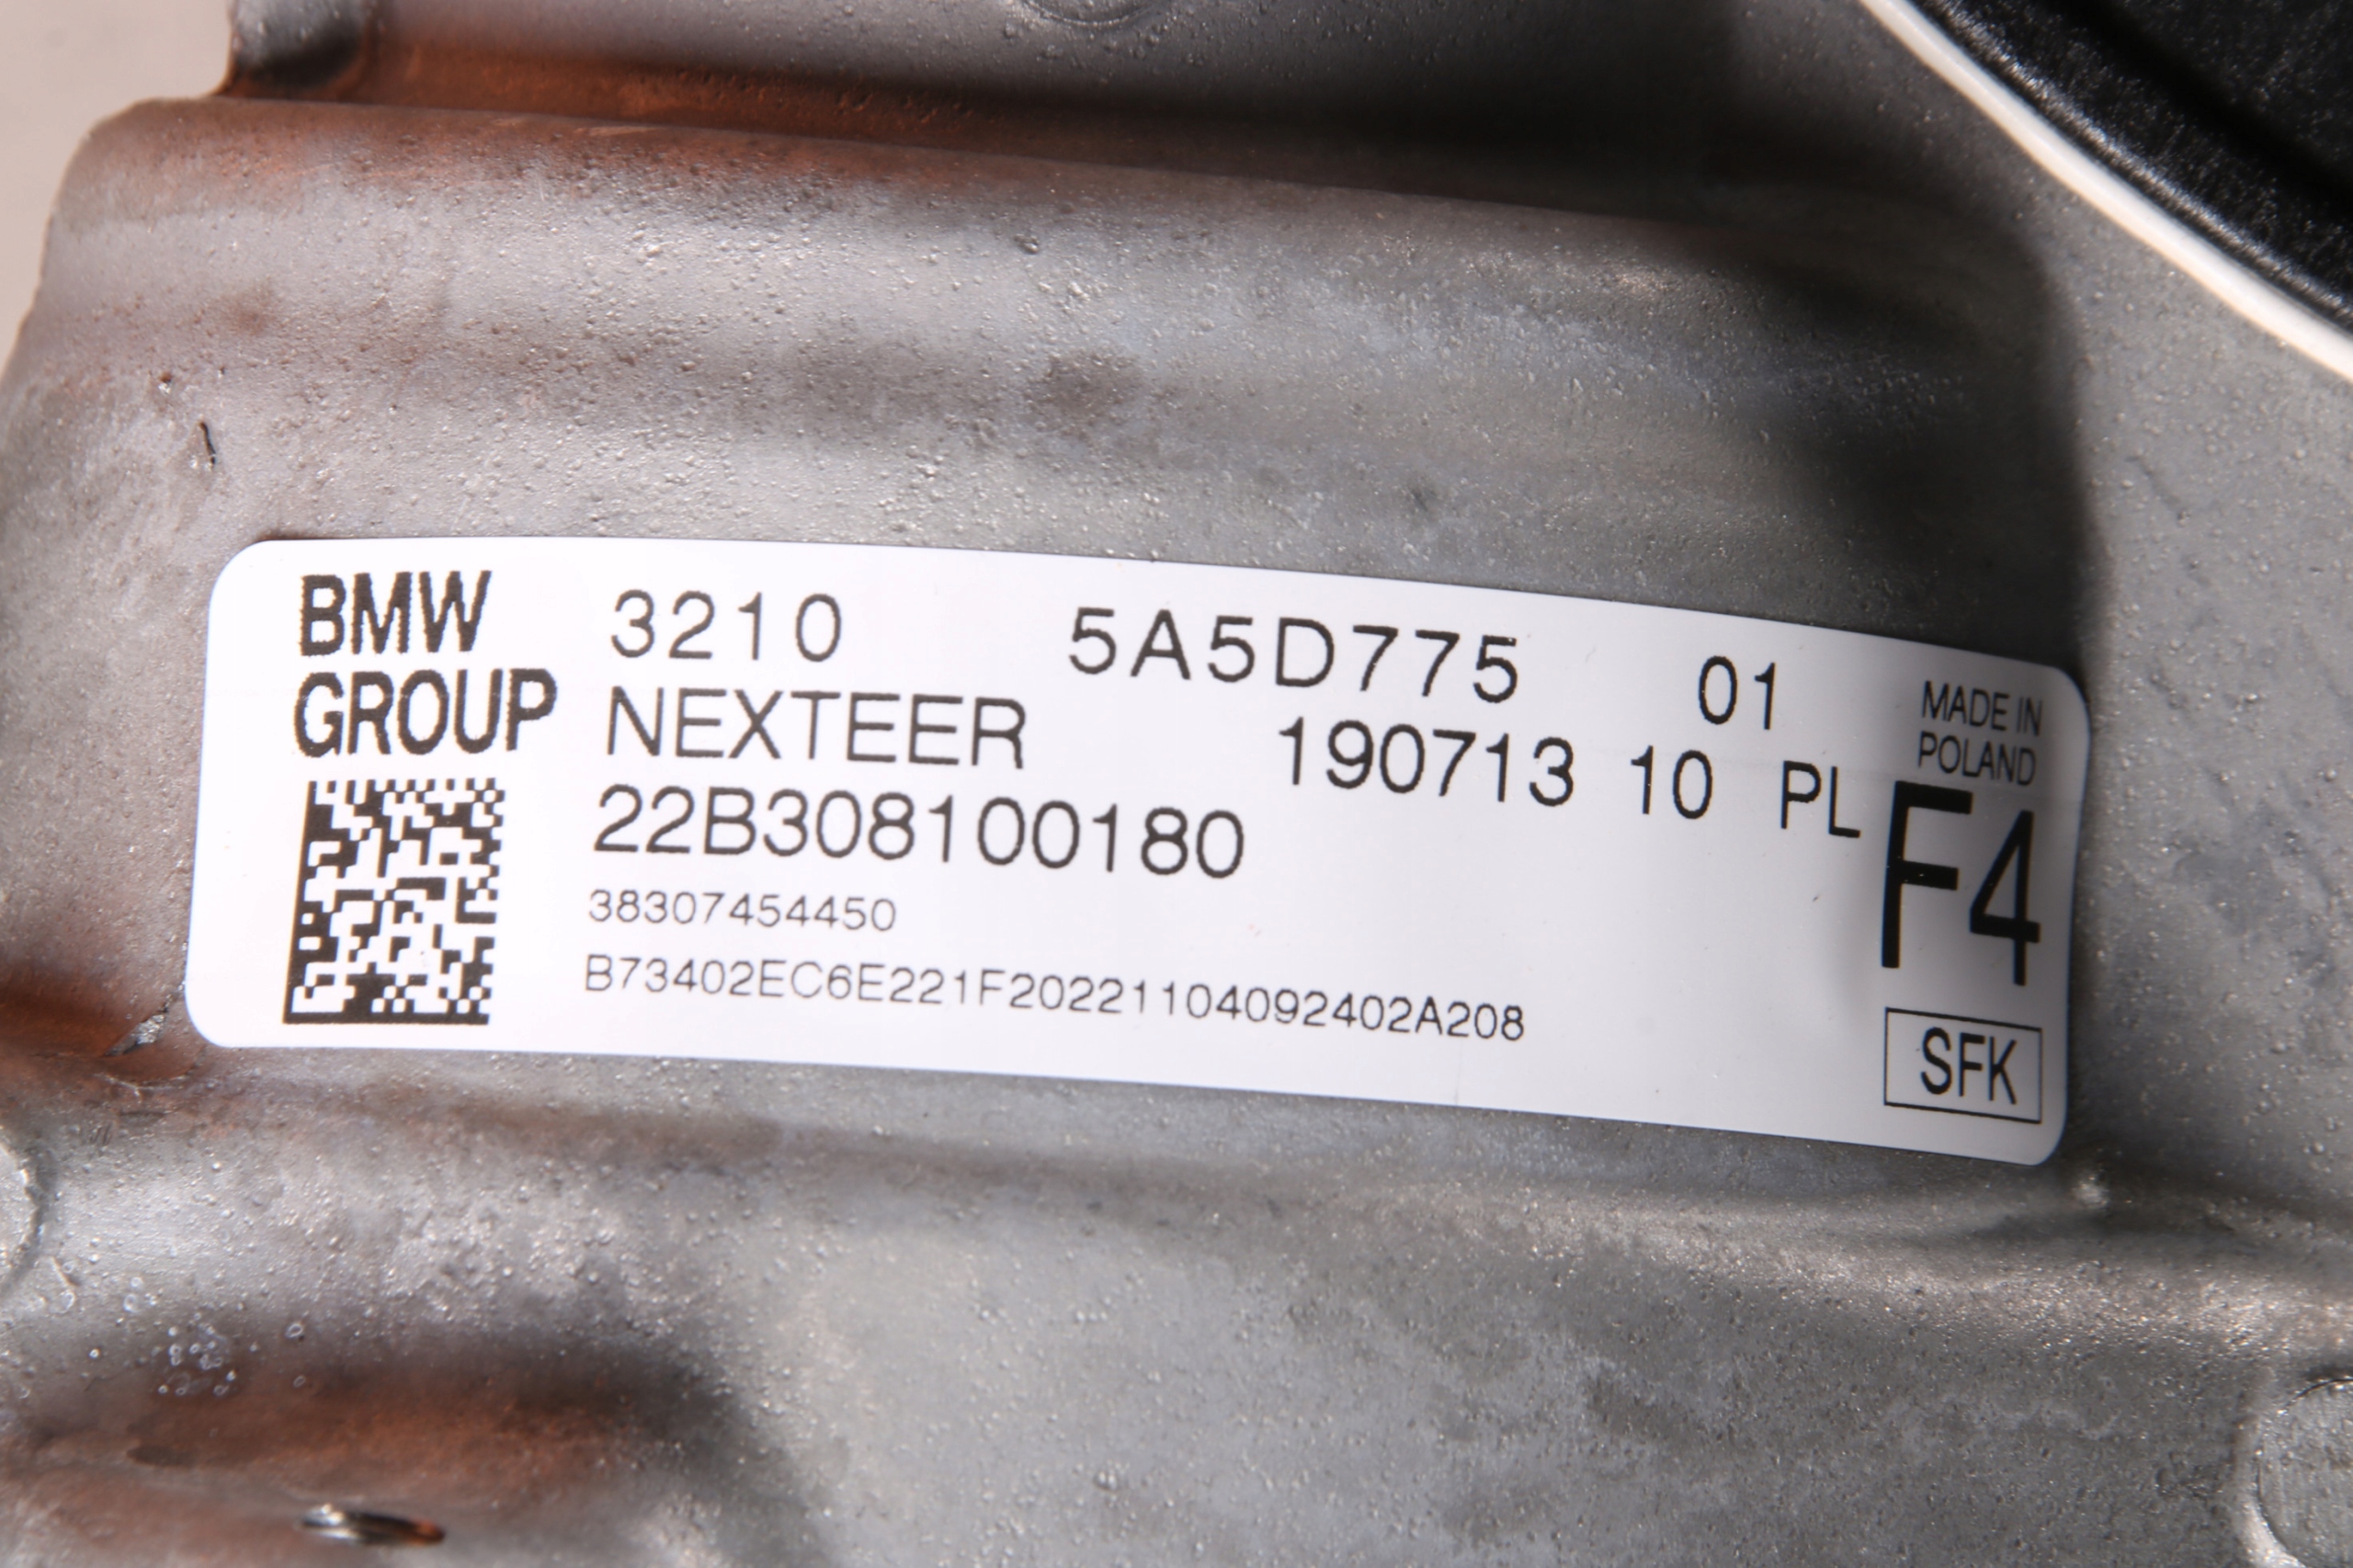 BMW GROUP
3210 5A5D775 01
NEXTEER 190713 10 PL
22B308100180
38307454450
B73402EC6E221F20221104092402A208
MADE IN
POLAND
F4
SFK